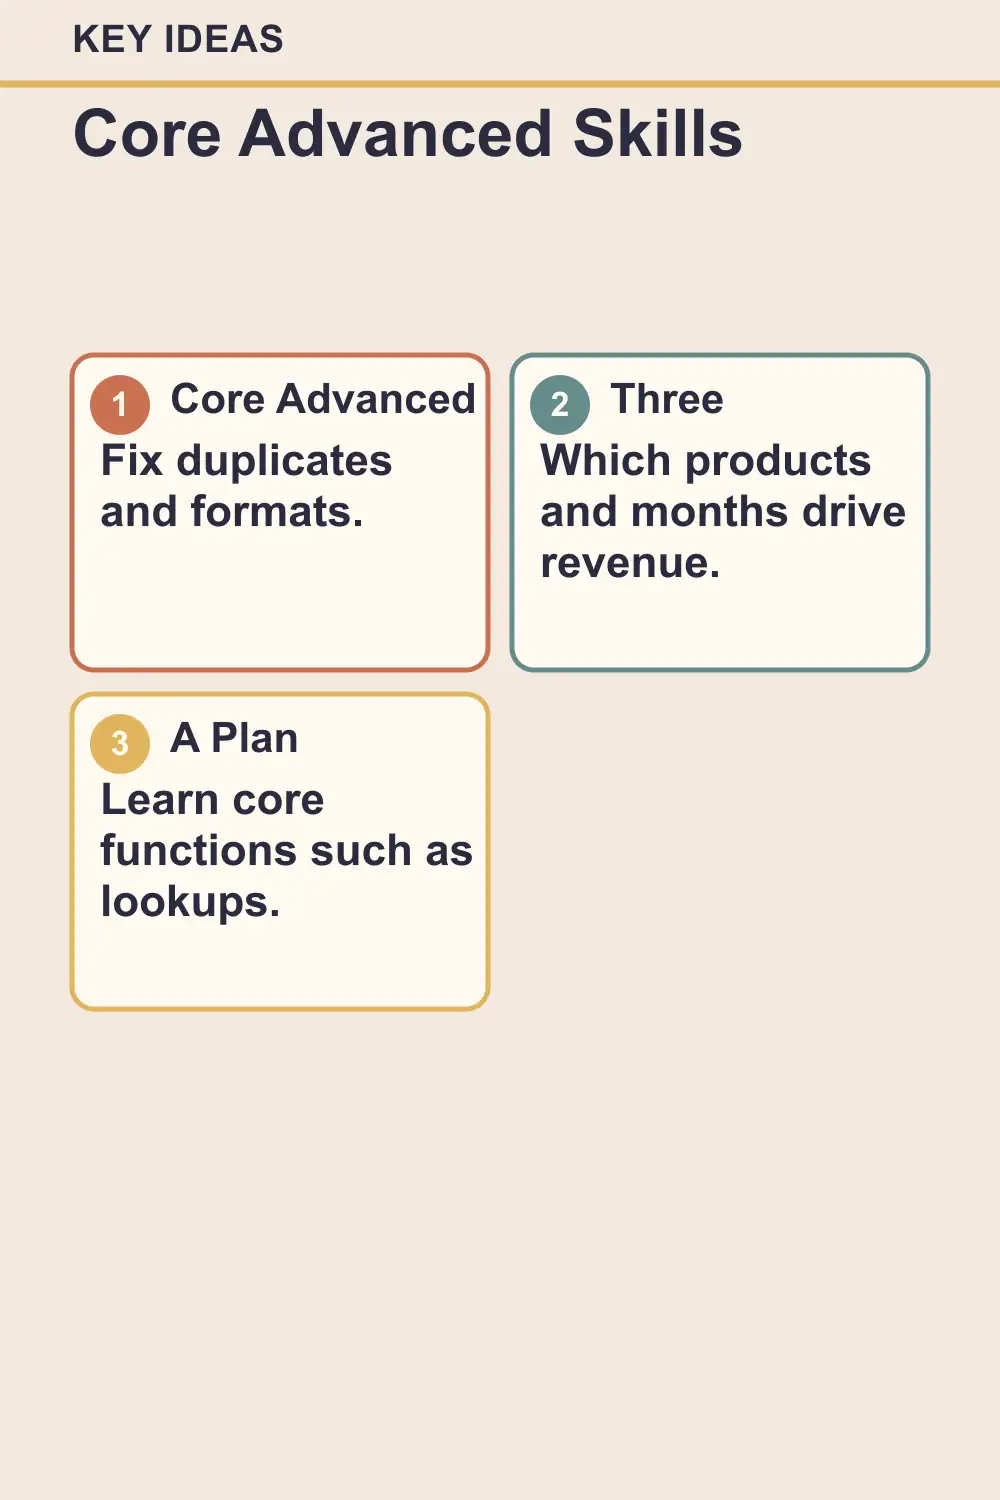 KEY IDEAS
Core Advanced Skills
1
Core Advanced
Fix duplicates
and formats.
2
Three
Which products
and months drive
revenue.
3
A Plan
Learn core
functions such as
lookups.